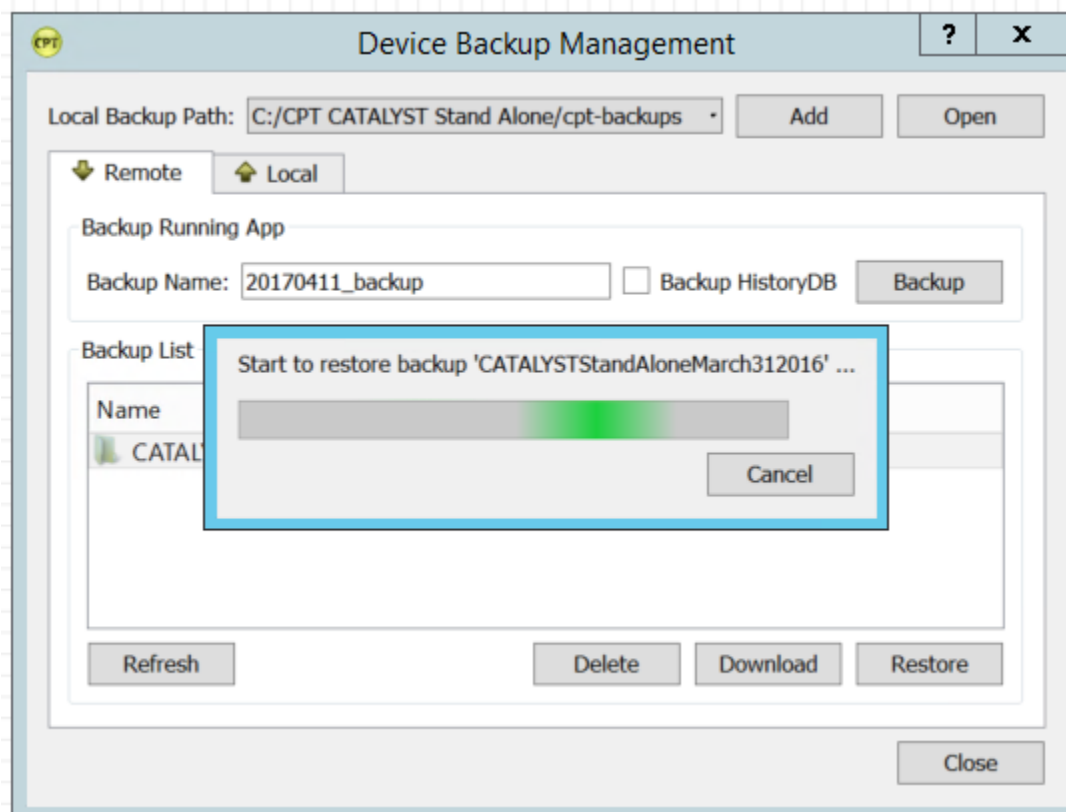 CPT
Device Backup Management
?
x
Local Backup Path: C:/CPT CATALYST Stand Alone/cpt-backups Add Open
Remote Local
Backup Running App
Backup Name: 20170411_backup Backup HistoryDB Backup
Backup List
Start to restore backup 'CATALYSTStandAloneMarch312016' ...
Name
CATAL
Cancel
Refresh Delete Download Restore
Close